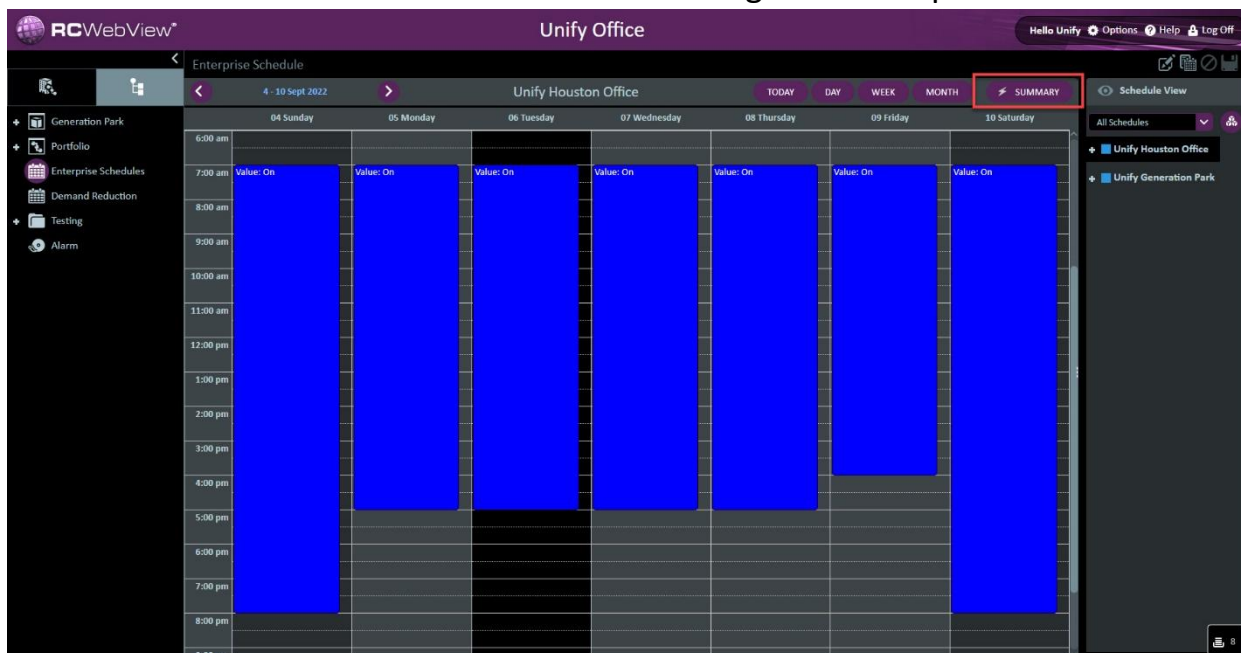 RCWebView®
Unify Office
Hello Unify Options Help Log Off
Enterprise Schedule
4 - 10 Sept 2022
Unify Houston Office
TODAY
DAY
WEEK
MONTH
SUMMARY
Schedule View
Generation Park
Portfolio
Enterprise Schedules
Demand Reduction
Testing
Alarm
04 Sunday 05 Monday 06 Tuesday 07 Wednesday 08 Thursday 09 Friday 10 Saturday
All Schedules
Unify Houston Office
Unify Generation Park
6:00 am
7:00 am Value: On Value: On Value: On Value: On Value: On Value: On Value: On
8:00 am
9:00 am
10:00 am
11:00 am
12:00 pm
1:00 pm
2:00 pm
3:00 pm
4:00 pm
5:00 pm
6:00 pm
7:00 pm
8:00 pm
8